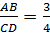 AB/CD = 3/4